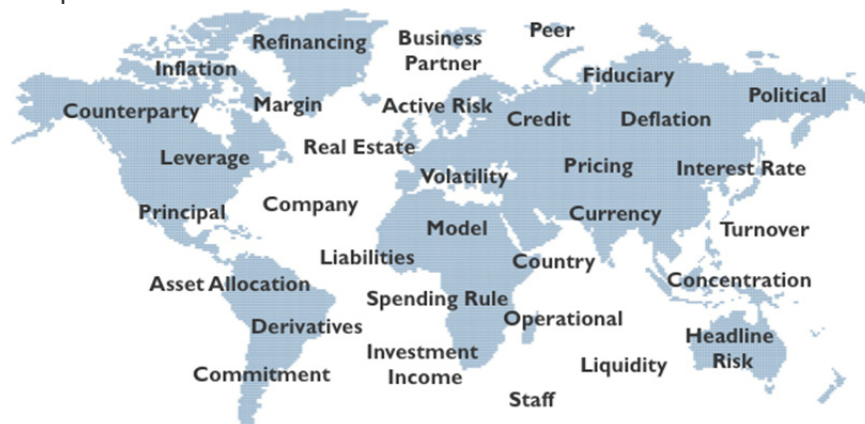 Peer
Refinancing
Business
Partner
Inflation
Fiduciary
Political
Counterparty
Margin
Active Risk
Credit
Deflation
Leverage
Real Estate
Volatility
Pricing
Interest Rate
Principal
Company
Model
Currency
Turnover
Liabilities
Country
Asset Allocation
Concentration
Spending Rule
Derivatives
Operational
Headline
Risk
Investment
Income
Liquidity
Commitment
Staff